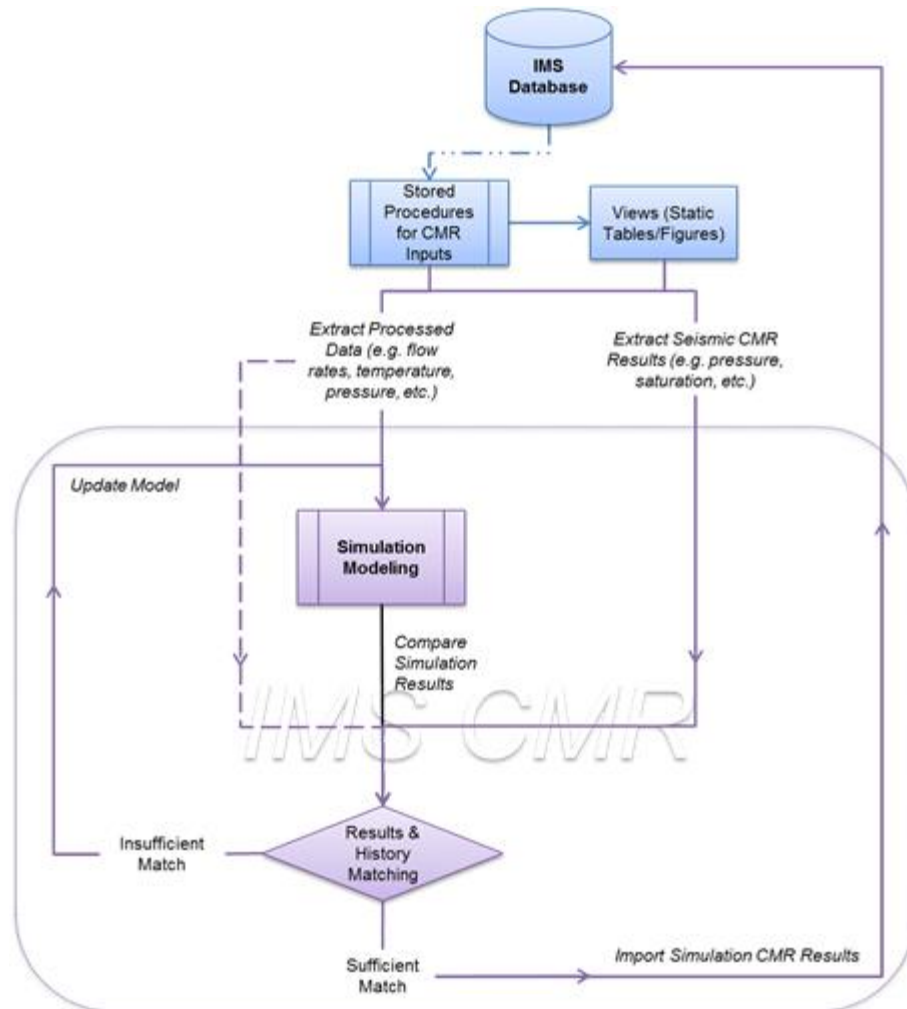 IMS
Database
Stored
Procedures
for CMR
Inputs
Views (Static
Tables/Figures)
Extract Processed
Data (e.g. flow
rates, temperature,
pressure, etc.)
Extract Seismic CMR
Results (e.g. pressure,
saturation, etc.)
Update Model
Simulation
Modeling
Compare
Simulation
Results
IMS CMR
Results &
History
Matching
Insufficient
Match
Sufficient
Match
Import Simulation CMR Results